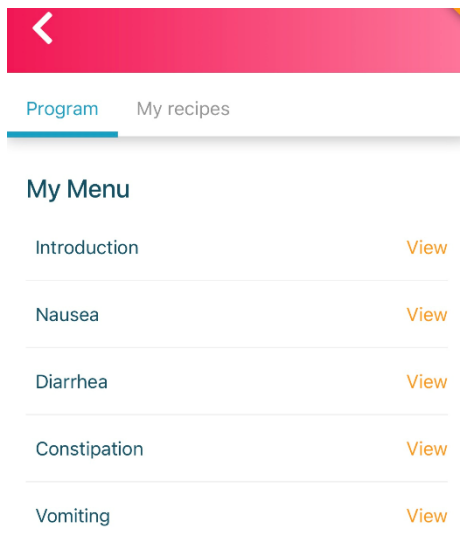 Program My recipes
My Menu
Introduction View
Nausea View
Diarrhea View
Constipation View
Vomiting View